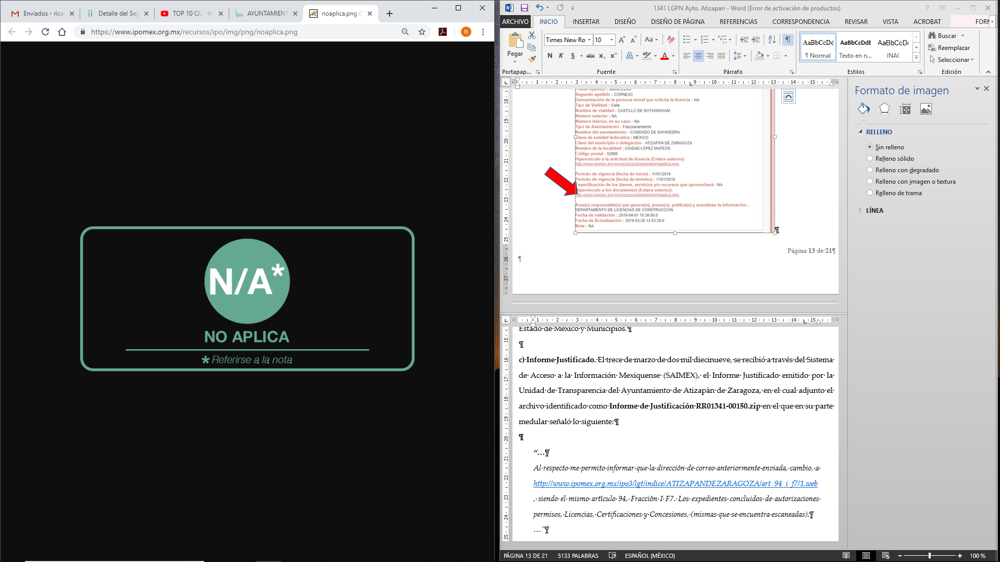 Enviados - rica
Detalle del Seg
TOP 10 QU
AYUNTAMIENT
noaplica.png (
https://www.ipomex.org.mx/recursos/ipo/img/png/noaplica.png
R
N/A*
NO APLICA
* Referirse a la nota
1341 LGPN Ayto. Atizapan - Word (Error de activación de productos)
ARCHIVO INICIO INSERTAR DISEÑO DISEÑO DE PÁGINA REFERENCIAS CORRESPONDENCIA REVISAR VISTA ACROBAT FORM
Times New Ro 10
Pegar
Portapap... Fuente Párrafo Estilos Edición
AaBbCcDd AaBbCcDdE AaBbCcDc
¶ Normal Texto en n... INAI
Buscar
Reemplazar
Seleccionar
Segundo apellido : CORNEJO
Denominación de la persona moral que solicita la licencia : NA
Tipo de Vialidad : Calle
Nombre de vialidad : CASTILLO DE NOTHINGHAM
Número exterior : NA
Número interior, en su caso : NA
Tipo de Asentamiento : Fraccionamiento
Nombre del asentamiento : CONDADO DE SAYAVEDRA
Clave de entidad federativa : MÉXICO
Clave del municipio o delegación : ATIZAPÁN DE ZARAGOZA
Nombre de la localidad : CIUDAD LÓPEZ MATEOS
Código postal : 52900
Hipervínculo a la solicitud de licencia (Enlace externo):
http://www.ipomex.org.mx/recursos/ipo/img/png/noaplica.png
Periodo de vigencia (fecha de inicio) : 11/01/2019
Periodo de vigencia (fecha de término) : 11/01/2019
Especificación de los bienes, servicios y/o recursos que aprovechará : NA
Hipervínculo a los documentos (Enlace externo):
http://www.ipomex.org.mx/recursos/ipo/img/png/noaplica.png
Área(s) responsable(s) que genera(n), posee(n), publica(n) y actualizan la información :
DEPARTAMENTO DE LICENCIAS DE CONSTRUCCION
Fecha de validación : 2019-04-01 10:39:00.0
Fecha de Actualización : 2019-03-28 13:53:28.0
Nota : NA
¶
Página 13 de 21¶
¶
Estado de México y Municipios.¶
¶
c) Informe Justificado. El trece de marzo de dos mil diecinueve, se recibió a través del Sistema
de Acceso a la Información Mexiquense (SAIMEX), el Informe Justificado emitido por la
Unidad de Transparencia del Ayuntamiento de Atizapán de Zaragoza, en el cual adjunto el
archivo identificado como Informe de Justificación RR01341-00150.zip en el que en su parte
medular señaló lo siguiente:¶
¶
“…¶
Al respecto me permito informar que la dirección de correo anteriormente enviada, cambio, a
http://www.ipomex.org.mx/ipo3/lgt/indice/ATIZAPANDEZARAGOZA/art_94_i_f7/1.web
, siendo el mismo artículo 94, Fracción I F7. Los expedientes concluidos de autorizaciones
permisos, Licencias, Certificaciones y Concesiones, (mismas que se encuentra escaneadas).¶
…”¶
Formato de imagen
RELLENO
Sin relleno
Relleno sólido
Relleno con degradado
Relleno con imagen o textura
Relleno de trama
LÍNEA
PÁGINA 13 DE 21 5133 PALABRAS ESPAÑOL (MÉXICO) 100 %